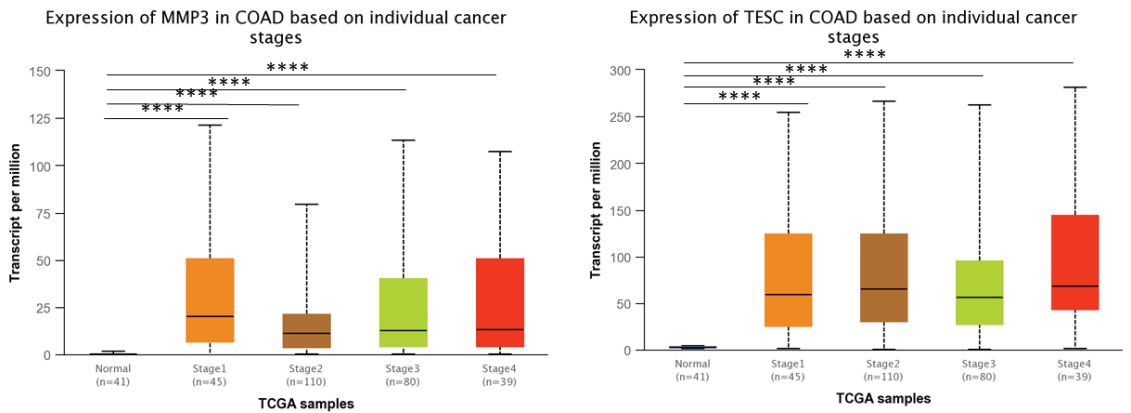 Expression of MMP3 in COAD based on individual cancer
stages
****
****
****
****
150
125
100
75
50
25
0
Transcript per million
Normal
(n=41)
Stage1
(n=45)
Stage2
(n=110)
Stage3
(n=80)
Stage4
(n=39)
TCGA samples
Expression of TESC in COAD based on individual cancer
stages
****
****
****
****
300
250
200
150
100
50
0
Transcript per million
Normal
(n=41)
Stage1
(n=45)
Stage2
(n=110)
Stage3
(n=80)
Stage4
(n=39)
TCGA samples